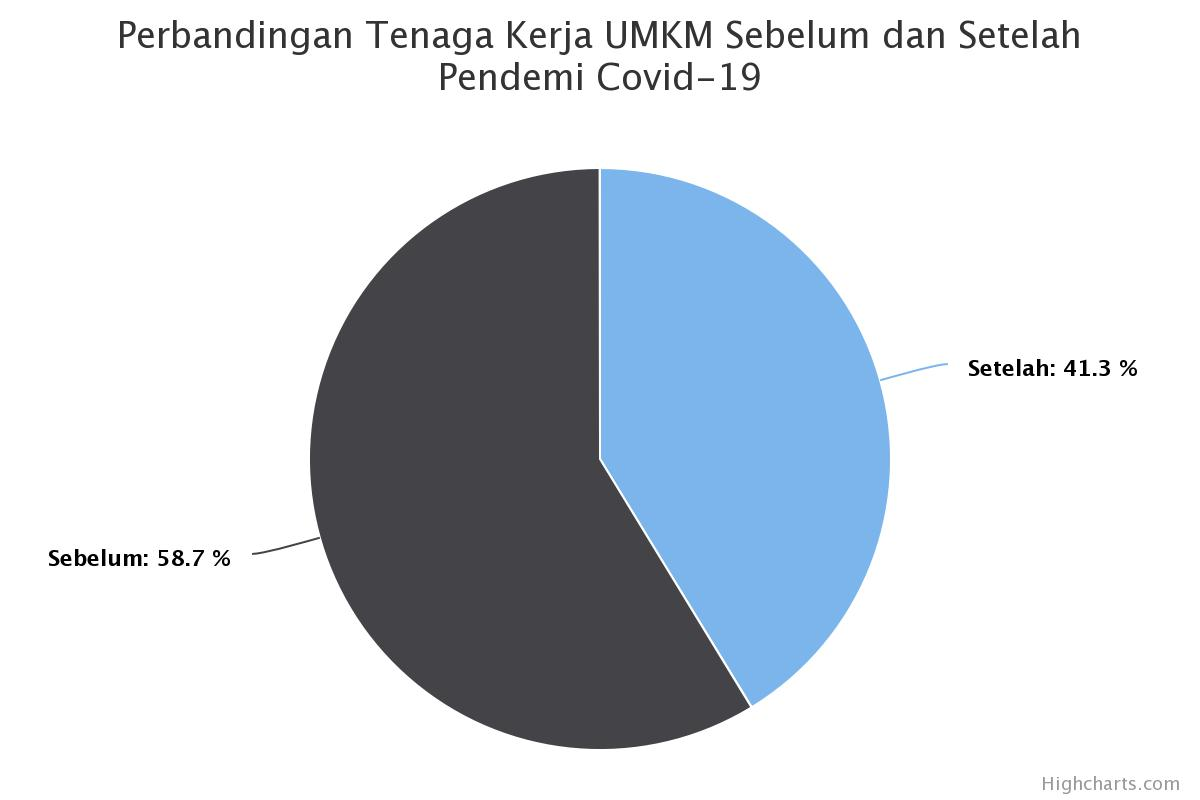 Perbandingan Tenaga Kerja UMKM Sebelum dan Setelah
Pendemi Covid-19
Setelah: 41.3 %
Sebelum: 58.7 %
Highcharts.com